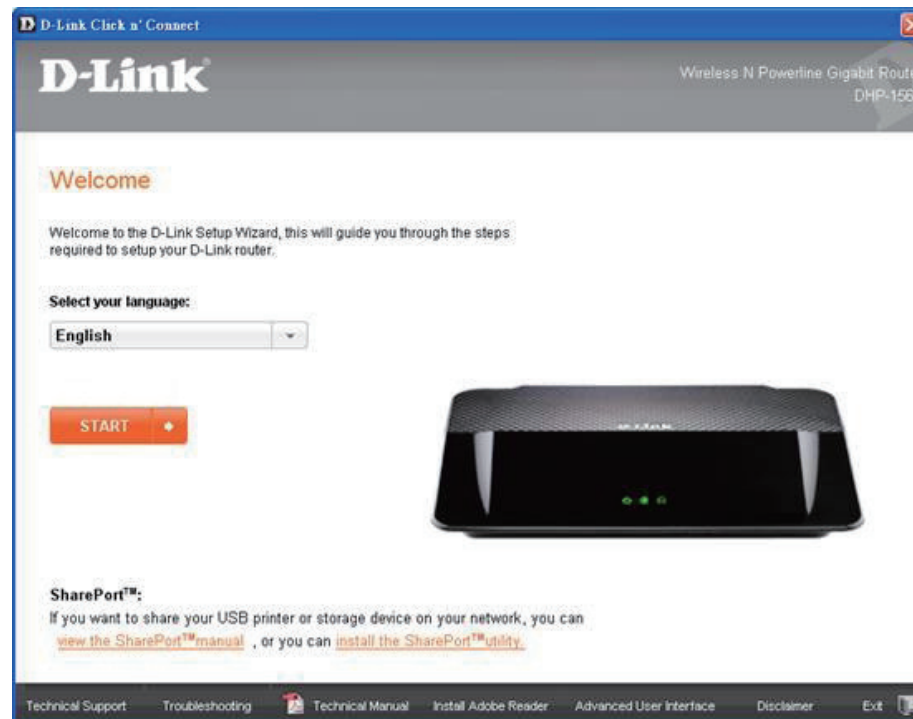 D D-Link Click n' Connect
D-Link
Wireless N Powerline Gigabit Route
DHP-156
Welcome
Welcome to the D-Link Setup Wizard, this will guide you through the steps
required to setup your D-Link router.
Select your language:
English
START
D-Link
SharePort™:
If you want to share your USB printer or storage device on your network, you can
view the SharePort™manual , or you can install the SharePort™utility.
Technical Support Troubleshooting Technical Manual Install Adobe Reader Advanced User Interface Disclaimer Exit